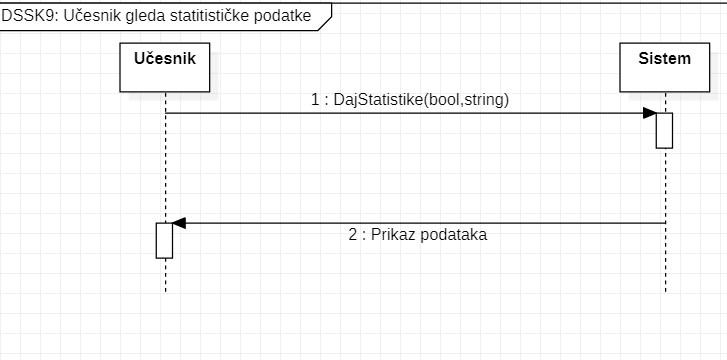 DSSK9: Učesnik gleda statitističke podatke
Učesnik
Sistem
1 : DajStatistike(bool,string)
2 : Prikaz podataka